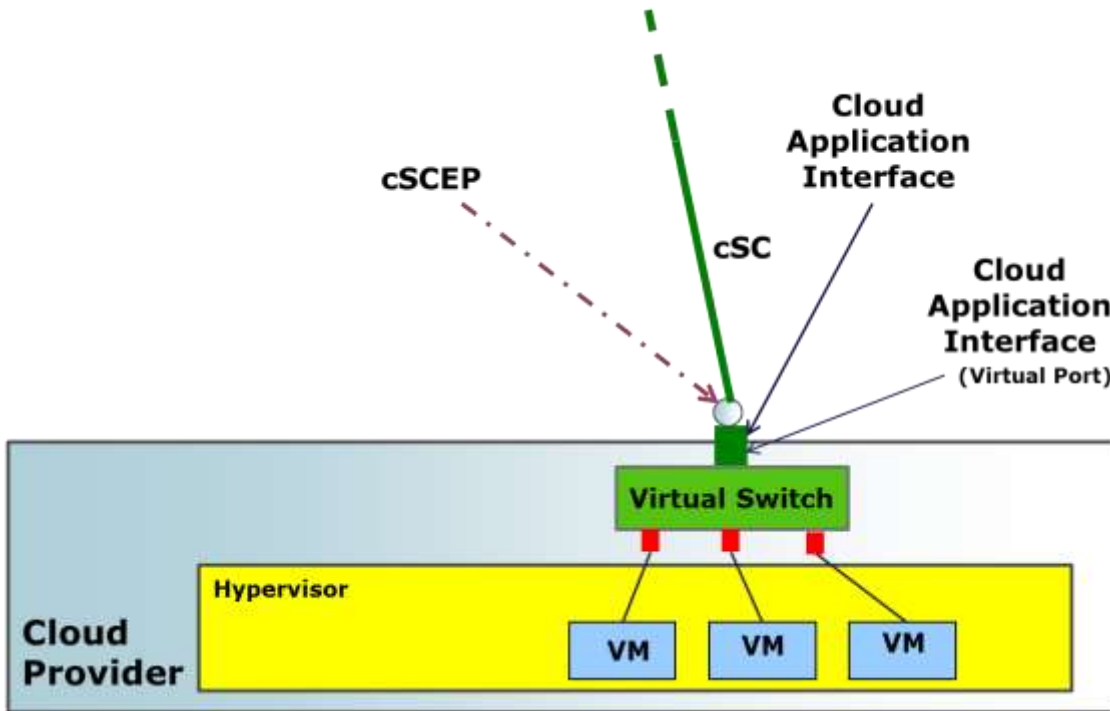 Cloud
Application
Interface
cSCEP
cSC
Cloud
Application
Interface
(Virtual Port)
Virtual Switch
Hypervisor
Cloud
Provider
VM
VM
VM